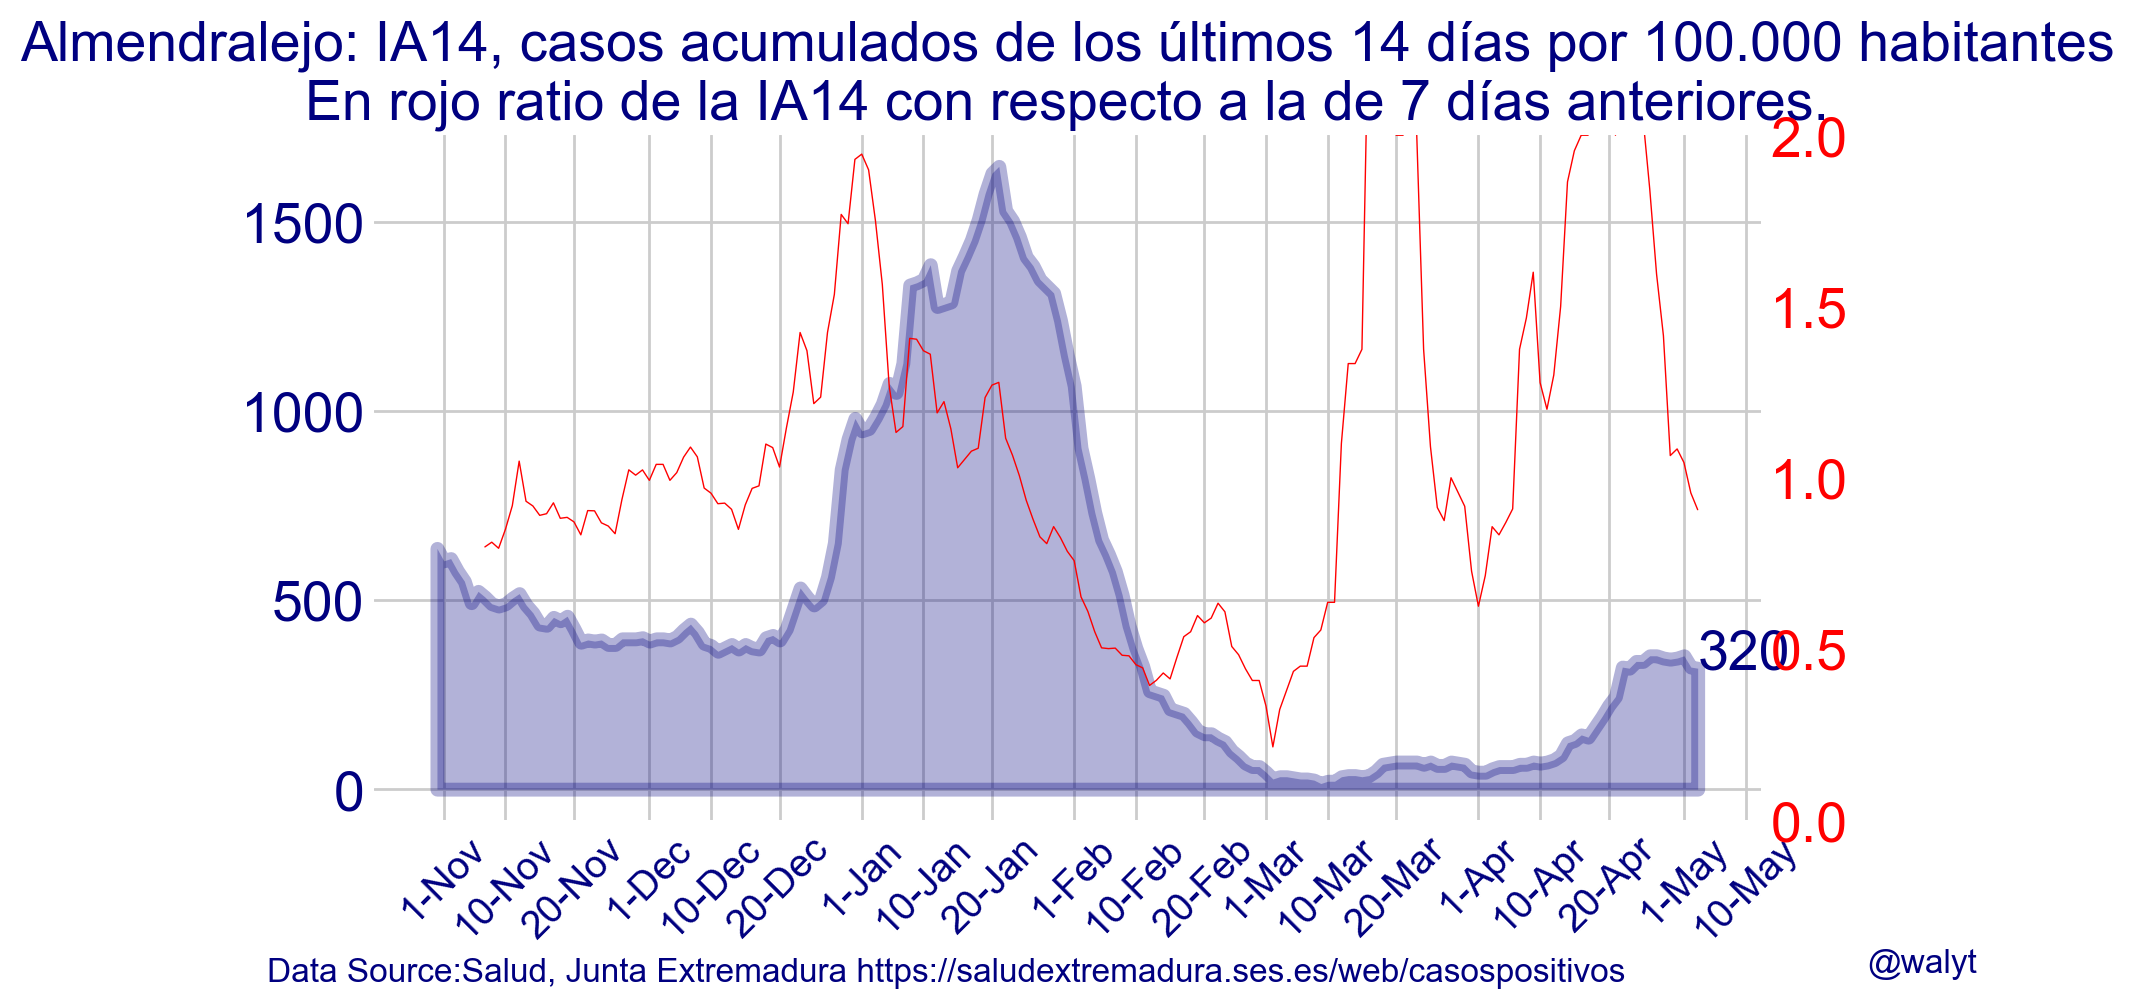 Almendralejo: IA14, casos acumulados de los últimos 14 días por 100.000 habitantes
En rojo ratio de la IA14 con respecto a la de 7 días anteriores.
2.0
1500
1.5
1000
1.0
500
320
0.5
0
0.0
1-Nov
10-Nov
20-Nov
1-Dec
10-Dec
20-Dec
1-Jan
10-Jan
20-Jan
1-Feb
10-Feb
20-Feb
1-Mar
10-Mar
20-Mar
1-Apr
10-Apr
20-Apr
1-May
10-May
Data Source:Salud, Junta Extremadura https://saludextremadura.ses.es/web/casospositivos
@walyt